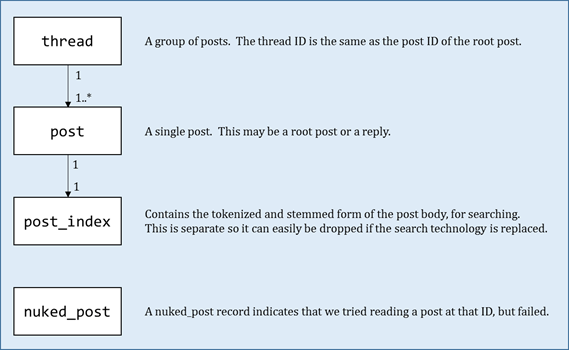 thread
A group of posts. The thread ID is the same as the post ID of the root post.
1
1..*
post
A single post. This may be a root post or a reply.
1
1
post_index
Contains the tokenized and stemmed form of the post body, for searching.
This is separate so it can easily be dropped if the search technology is replaced.
nuked_post
A nuked_post record indicates that we tried reading a post at that ID, but failed.